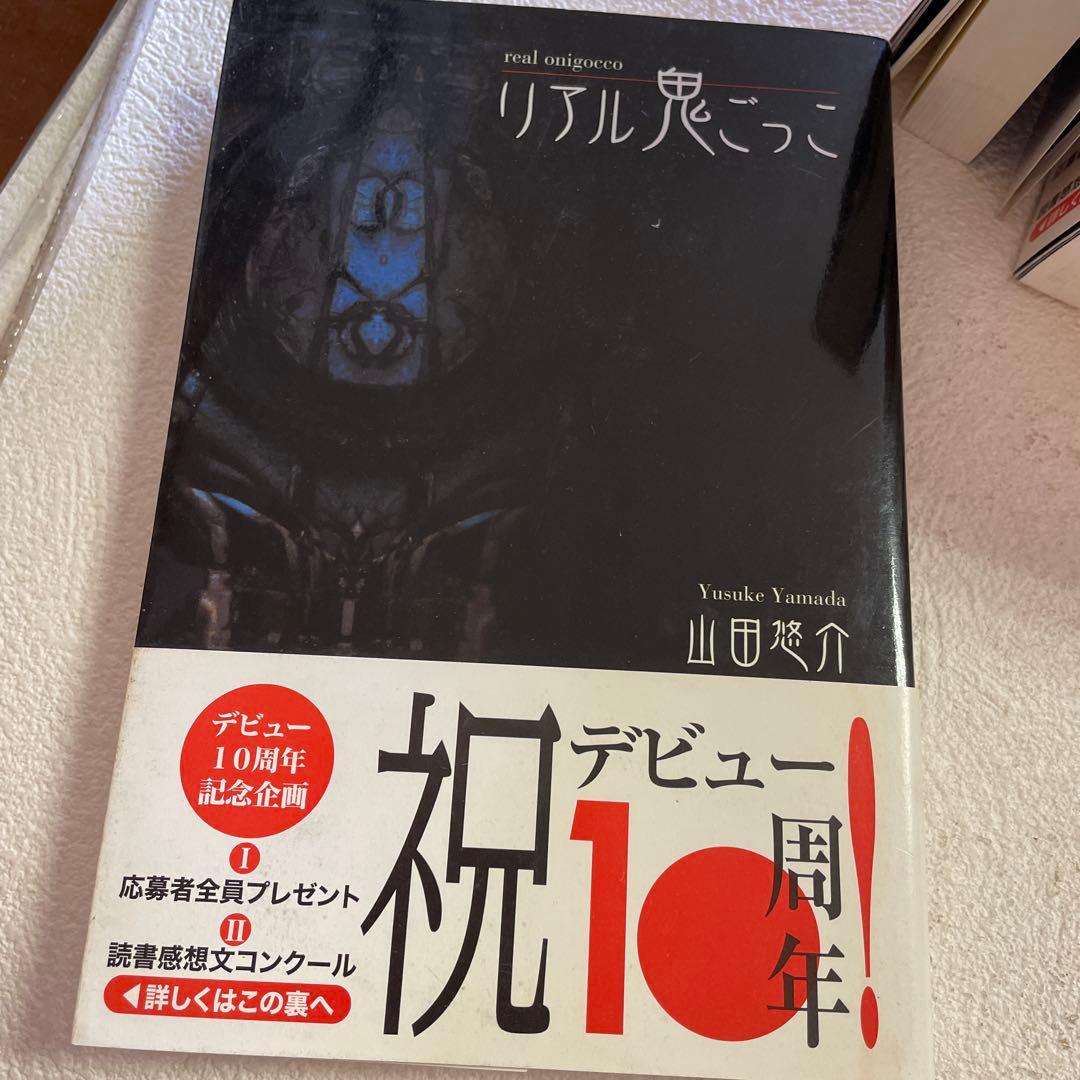 real onigocco
リアル鬼ごっこ
Yusuke Yamada
山田悠介
デビュー
10周年
記念企画
I
応募者全員プレゼント
II
読書感想文コンクール
◀詳しくはこの裏へ
祝デビュー10周年!